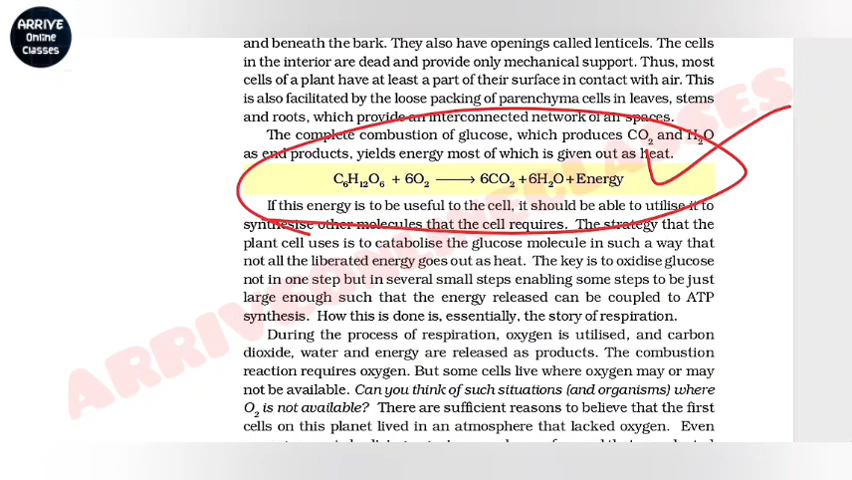 ARRIVE
Online
Classes
and beneath the bark. They also have openings called lenticels. The cells
in the interior are dead and provide only mechanical support. Thus, most
cells of a plant have at least a part of their surface in contact with air. This
is also facilitated by the loose packing of parenchyma cells in leaves, stems
and roots, which provide an interconnected network of air spaces.
The complete combustion of glucose, which produces CO₂ and H₂O
as end products, yields energy most of which is given out as heat.
C₆H₁₂O₆ + 6O₂ ⟶ 6CO₂ + 6H₂O + Energy
If this energy is to be useful to the cell, it should be able to utilise it to
synthesise other molecules that the cell requires. The strategy that the
plant cell uses is to catabolise the glucose molecule in such a way that
not all the liberated energy goes out as heat. The key is to oxidise glucose
not in one step but in several small steps enabling some steps to be just
large enough such that the energy released can be coupled to ATP
synthesis. How this is done is, essentially, the story of respiration.
During the process of respiration, oxygen is utilised, and carbon
dioxide, water and energy are released as products. The combustion
reaction requires oxygen. But some cells live where oxygen may or may
not be available. Can you think of such situations (and organisms) where
O₂ is not available? There are sufficient reasons to believe that the first
cells on this planet lived in an atmosphere that lacked oxygen. Even